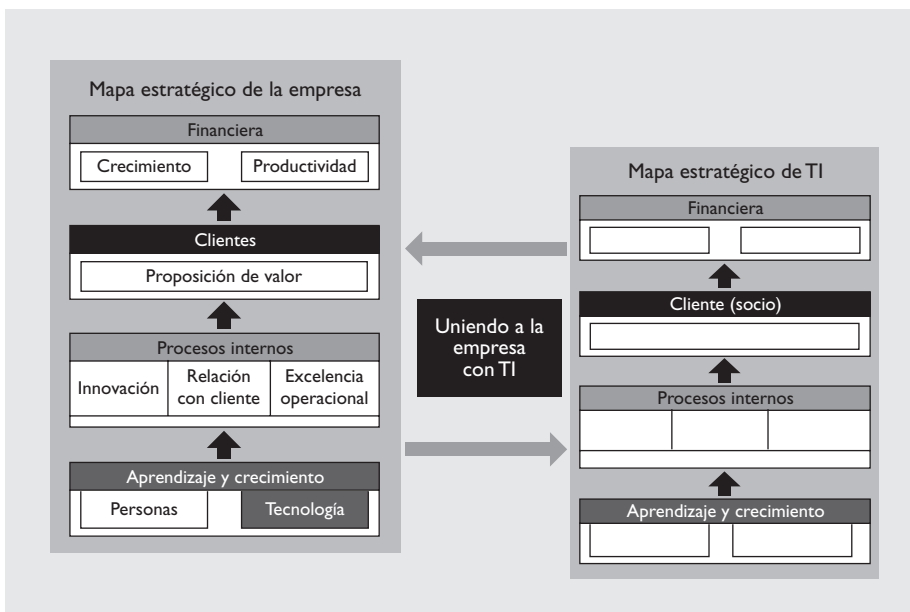 Mapa estratégico de la empresa
Financiera
Crecimiento
Productividad
Clientes
Proposición de valor
Procesos internos
Innovación
Relación
con cliente
Excelencia
operacional
Aprendizaje y crecimiento
Personas
Tecnología
Uniendo a la
empresa
con TI
Mapa estratégico de TI
Financiera
Cliente (socio)
Procesos internos
Aprendizaje y crecimiento